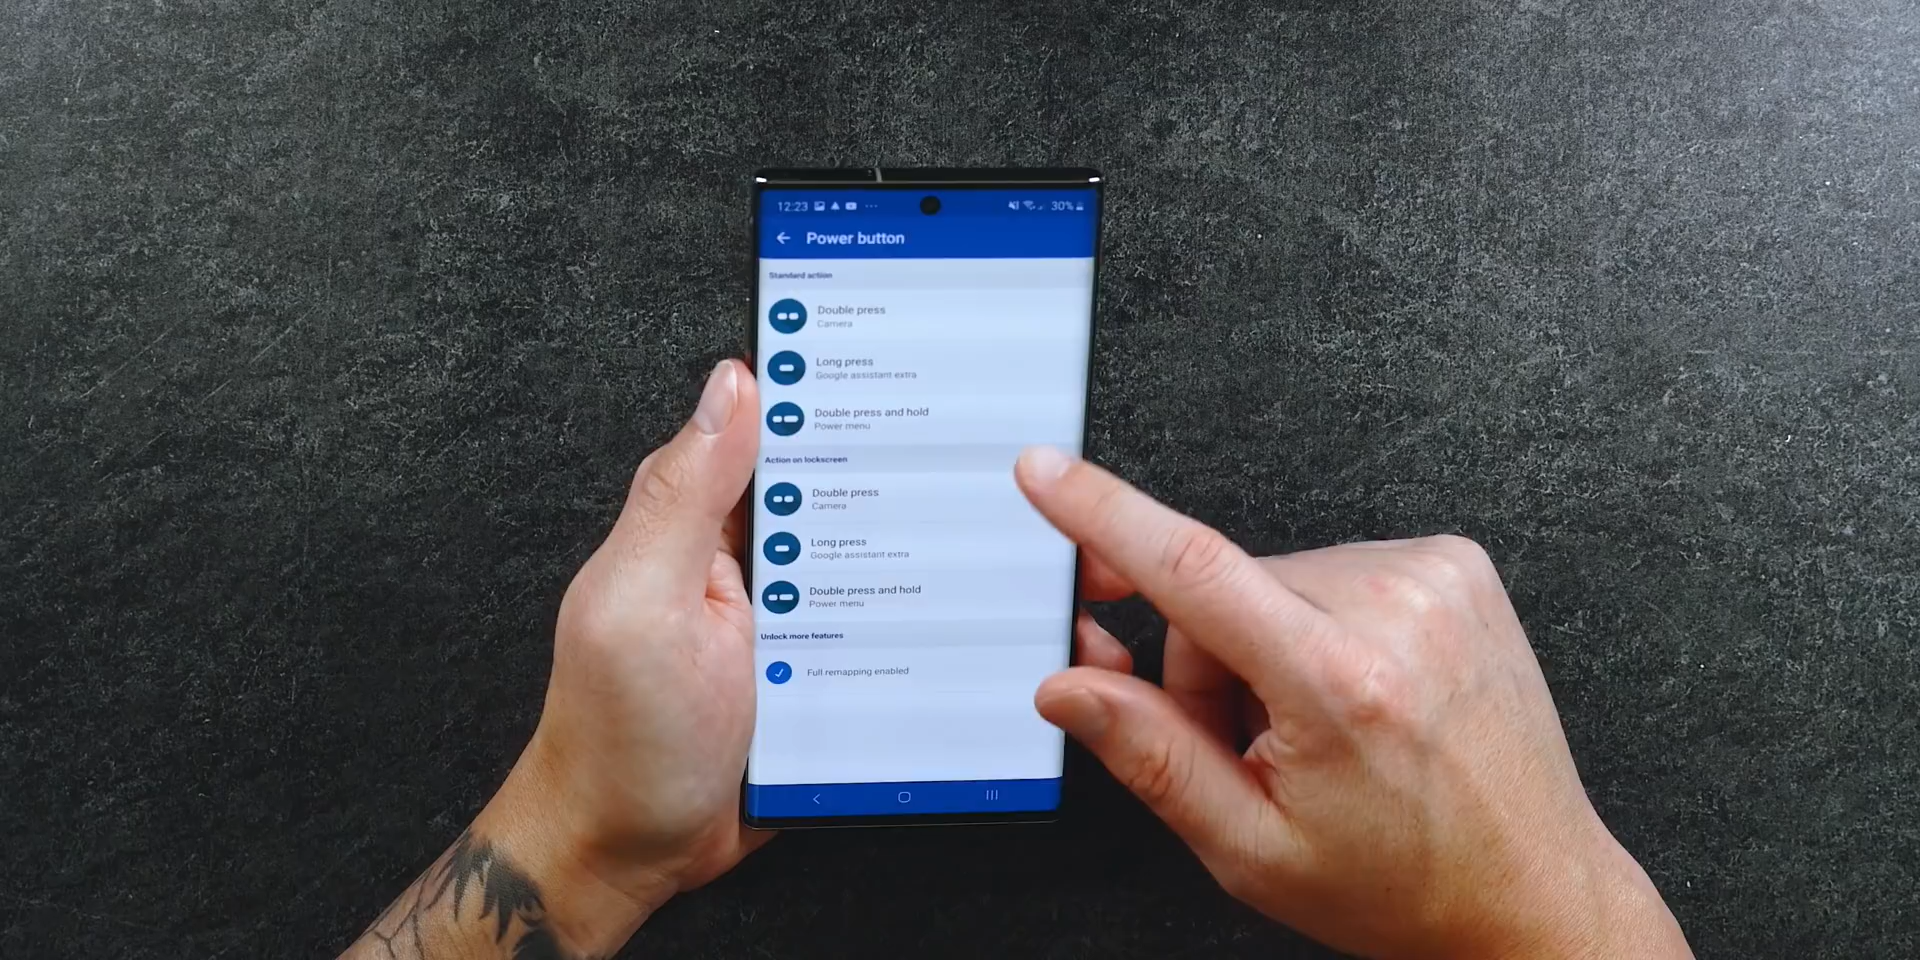 12:23 ... 30%
Power button
Standard action
Double press
Camera
Long press
Google assistant extra
Double press and hold
Power menu
Action on lockscreen
Double press
Camera
Long press
Google assistant extra
Double press and hold
Power menu
Unlock more features
Full remapping enabled